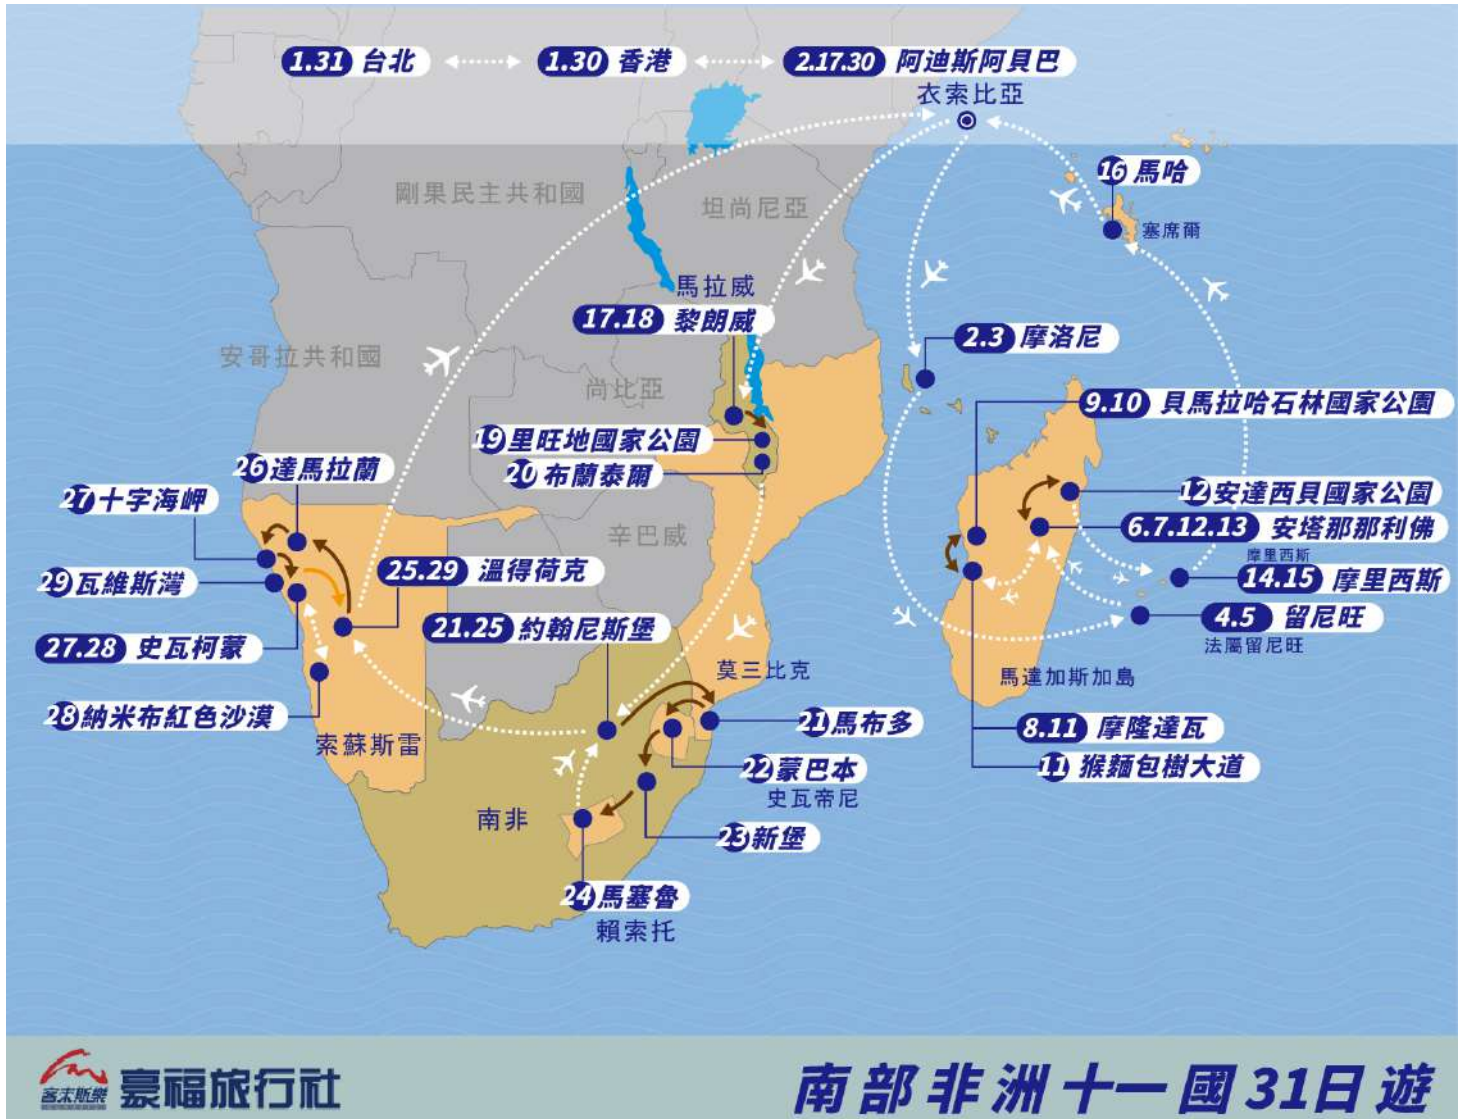 1.31 台北
1.30 香港
2.17.30 阿迪斯阿貝巴
衣索比亞
16 馬哈
塞席爾
剛果民主共和國
坦尚尼亞
馬拉威
17.18 黎朗威
2.3 摩洛尼
安哥拉共和國
尚比亞
9.10 貝馬拉哈石林國家公園
19 里旺地國家公園
20 布蘭泰爾
26 達馬拉蘭
27 十字海岬
12 安達西貝國家公園
6.7.12.13 安塔那那利佛
辛巴威
摩里西斯
14.15 摩里西斯
25.29 溫得荷克
29 瓦維斯灣
21.25 約翰尼斯堡
4.5 留尼旺
法屬留尼旺
27.28 史瓦柯蒙
莫三比克
馬達加斯加島
28 納米布紅色沙漠
索蘇斯雷
21 馬布多
8.11 摩隆達瓦
22 蒙巴本
史瓦帝尼
11 猴麵包樹大道
南非
23 新堡
24 馬塞魯
賴索托
客末斯樂
豪福旅行社
南部非洲十一國31日遊